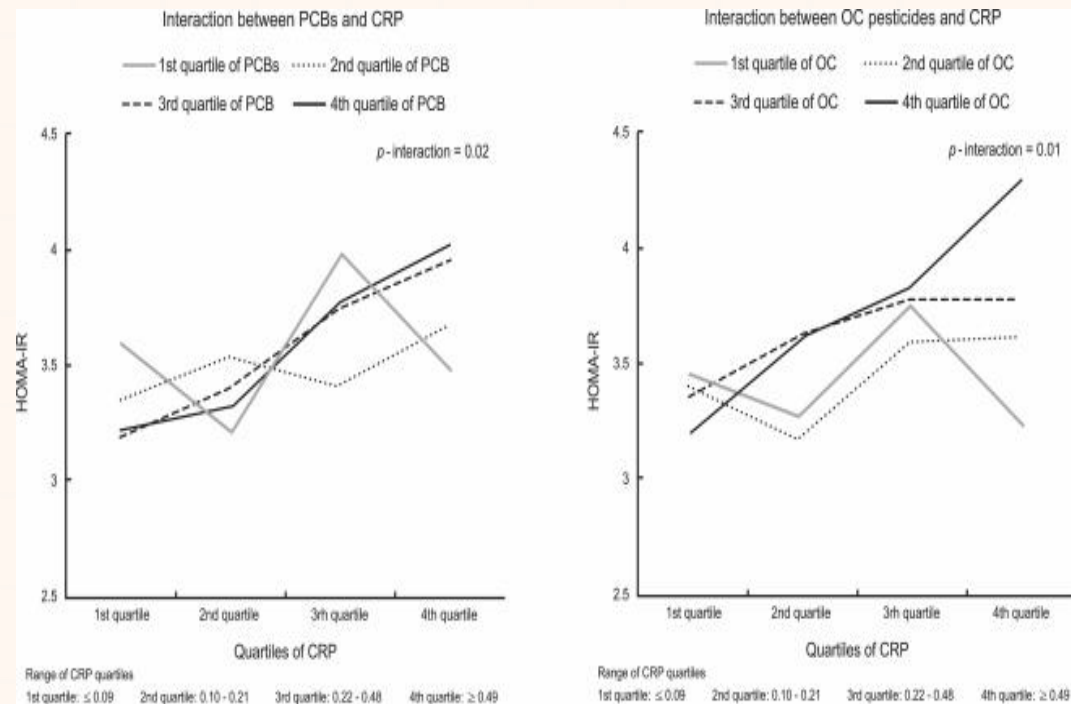 Interaction between PCBs and CRP
1st quartile of PCBs
2nd quartile of PCB
3rd quartile of PCB
4th quartile of PCB
p - interaction = 0.02
4.5
4
3.5
3
2.5
HOMA-IR
1st quartile
2nd quartile
3rh quartile
4th quartile
Quartiles of CRP
Range of CRP quartiles
1st quartile: ≤ 0.09 2nd quartile: 0.10 - 0.21 3rd quartile: 0.22 - 0.48 4th quartile: ≥ 0.49
Interaction between OC pesticides and CRP
1st quartile of OC
2nd quartile of OC
3rd quartile of OC
4th quartile of OC
p - interaction = 0.01
4.5
4
3.5
3
2.5
HOMA-IR
1st quartile
2nd quartile
3rh quartile
4th quartile
Quartiles of CRP
Range of CRP quartiles
1st quartile: ≤ 0.09 2nd quartile: 0.10 - 0.21 3rd quartile: 0.22 - 0.48 4th quartile: ≥ 0.49